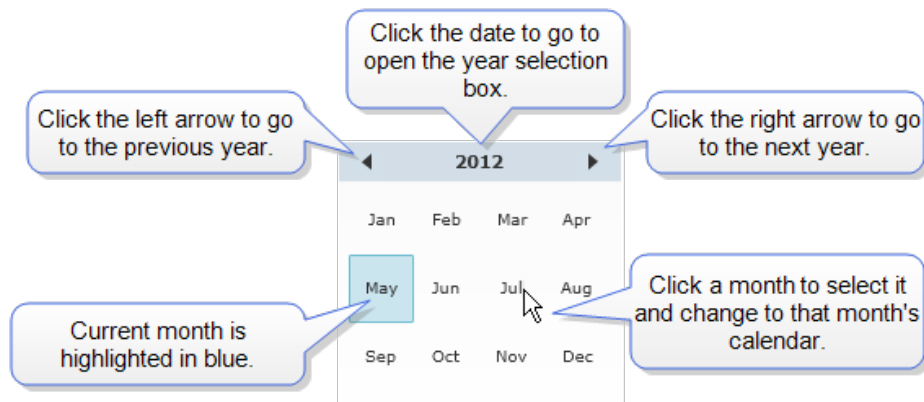 Click the date to go to
open the year selection
box.
Click the left arrow to go
to the previous year.
Click the right arrow to go
to the next year.
2012
Jan Feb Mar Apr
May Jun Jul Aug
Click a month to select it
and change to that month's
calendar.
Current month is
highlighted in blue.
Sep Oct Nov Dec